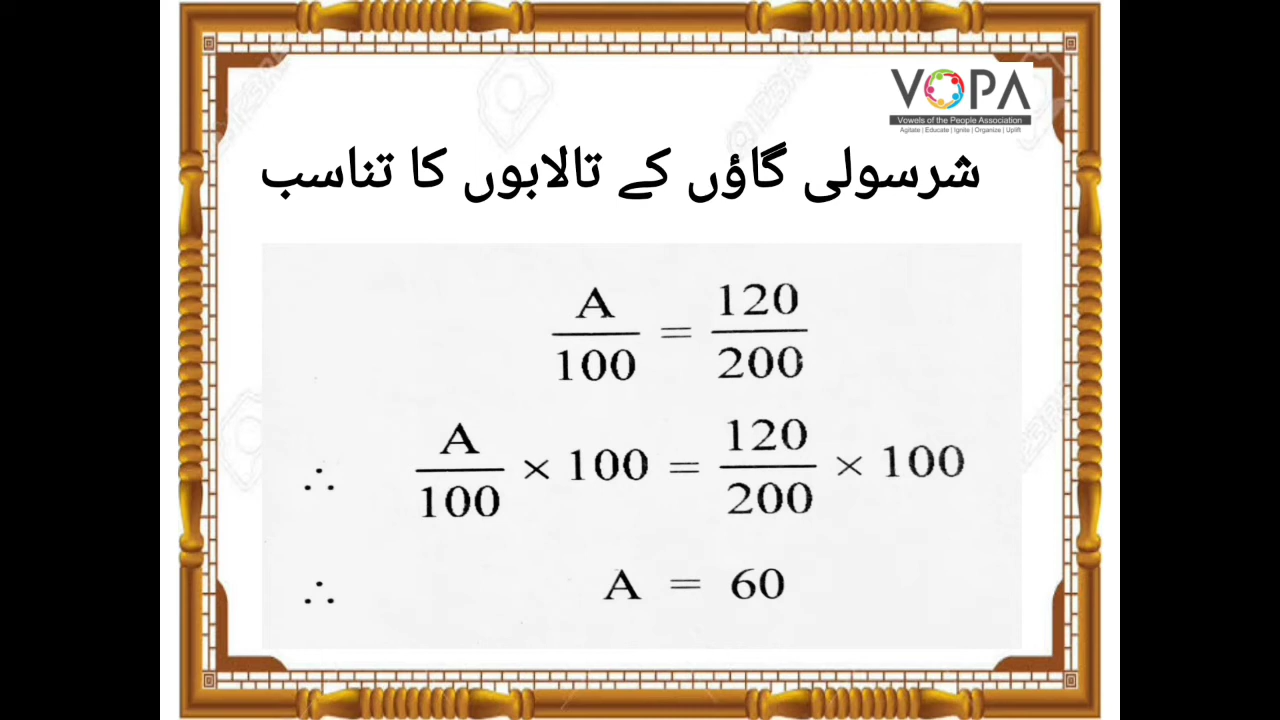 VOPA
Vowels of the People Association
Agitate | Educate | Ignite | Organize | Uplift
شرسولی گاؤں کے تالابوں کا تناسب
A/100 = 120/200
∴ A/100 × 100 = 120/200 × 100
∴ A = 60